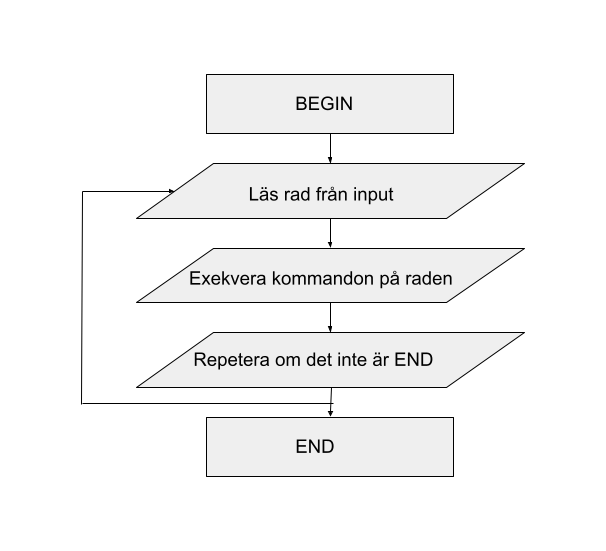 BEGIN
Läs rad från input
Exekvera kommandon på raden
Repetera om det inte är END
END